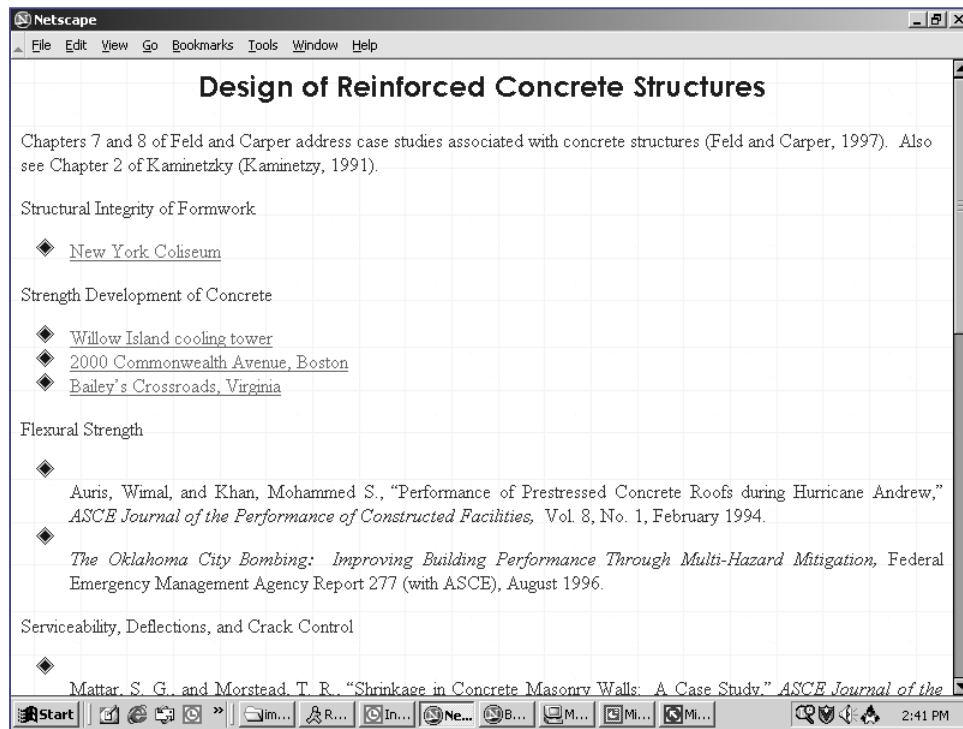 Netscape
File Edit View Go Bookmarks Tools Window Help
Design of Reinforced Concrete Structures
Chapters 7 and 8 of Feld and Carper address case studies associated with concrete structures (Feld and Carper, 1997). Also
see Chapter 2 of Kaminetzky (Kaminetzy, 1991).
Structural Integrity of Formwork
New York Coliseum
Strength Development of Concrete
Willow Island cooling tower
2000 Commonwealth Avenue, Boston
Bailey's Crossroads, Virginia
Flexural Strength
Auris, Wimal, and Khan, Mohammed S., “Performance of Prestressed Concrete Roofs during Hurricane Andrew,”
ASCE Journal of the Performance of Constructed Facilities, Vol. 8, No. 1, February 1994.
The Oklahoma City Bombing: Improving Building Performance Through Multi-Hazard Mitigation, Federal
Emergency Management Agency Report 277 (with ASCE), August 1996.
Serviceability, Deflections, and Crack Control
Mattar, S. G., and Morstead, T. R., “Shrinkage in Concrete Masonry Walls: A Case Study,” ASCE Journal of the
Start » im... R... In... Ne... B... M... Mi... Mi... 2:41 PM